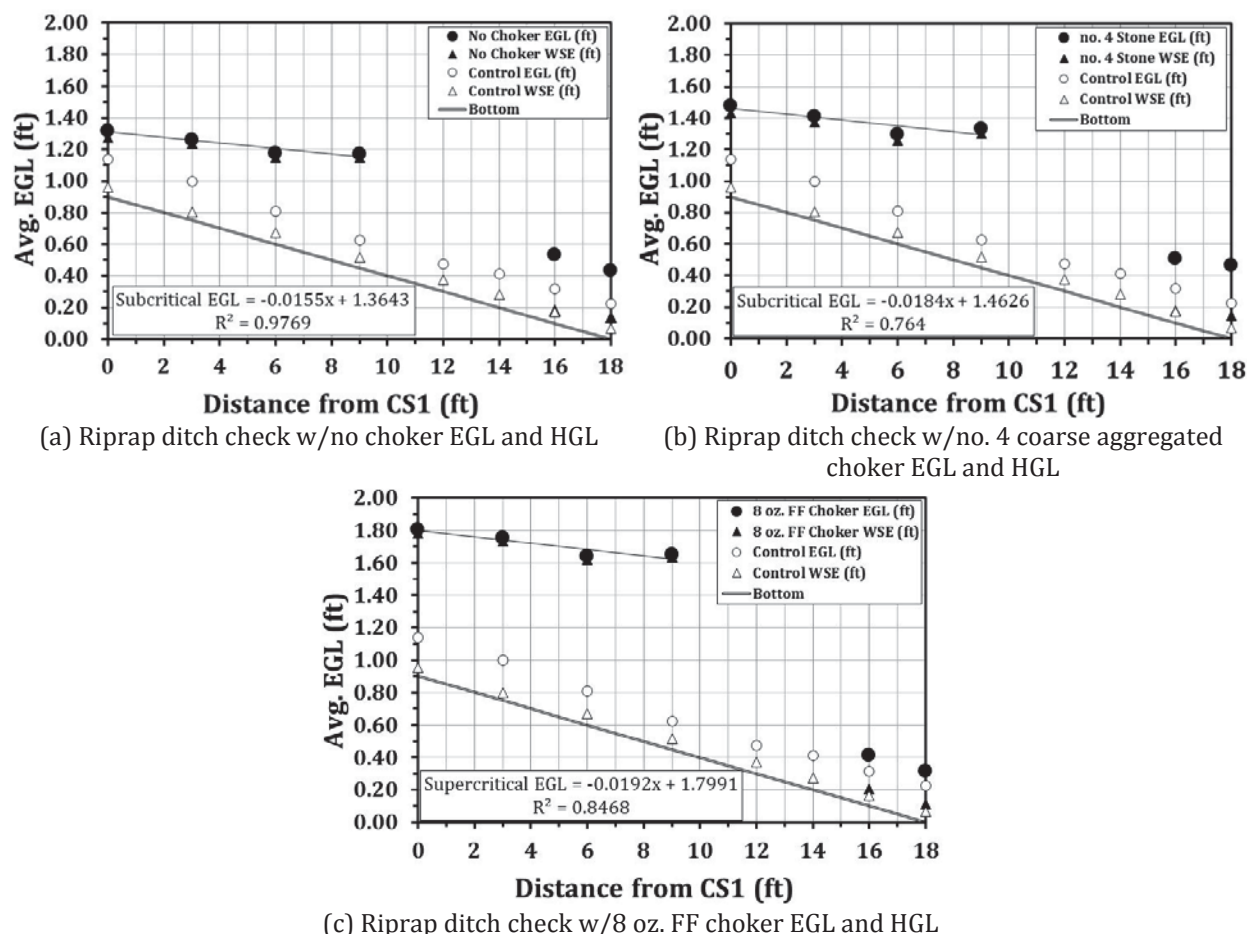 2.00
1.80
1.60
1.40
1.20
1.00
0.80
0.60
0.40
0.20
0.00
Avg. EGL (ft)
No Choker EGL (ft)
No Choker WSE (ft)
Control EGL (ft)
Control WSE (ft)
Bottom
Subcritical EGL = -0.0155x + 1.3643
R² = 0.9769
0 2 4 6 8 10 12 14 16 18
Distance from CS1 (ft)
(a) Riprap ditch check w/no choker EGL and HGL
2.00
1.80
1.60
1.40
1.20
1.00
0.80
0.60
0.40
0.20
0.00
Avg. EGL (ft)
no. 4 Stone EGL (ft)
no. 4 Stone WSE (ft)
Control EGL (ft)
Control WSE (ft)
Bottom
Subcritical EGL = -0.0184x + 1.4626
R² = 0.764
0 2 4 6 8 10 12 14 16 18
Distance from CS1 (ft)
(b) Riprap ditch check w/no. 4 coarse aggregated
choker EGL and HGL
2.00
1.80
1.60
1.40
1.20
1.00
0.80
0.60
0.40
0.20
0.00
Avg. EGL (ft)
8 oz. FF Choker EGL (ft)
8 oz. FF Choker WSE (ft)
Control EGL (ft)
Control WSE (ft)
Bottom
Supercritical EGL = -0.0192x + 1.7991
R² = 0.8468
0 2 4 6 8 10 12 14 16 18
Distance from CS1 (ft)
(c) Riprap ditch check w/8 oz. FF choker EGL and HGL